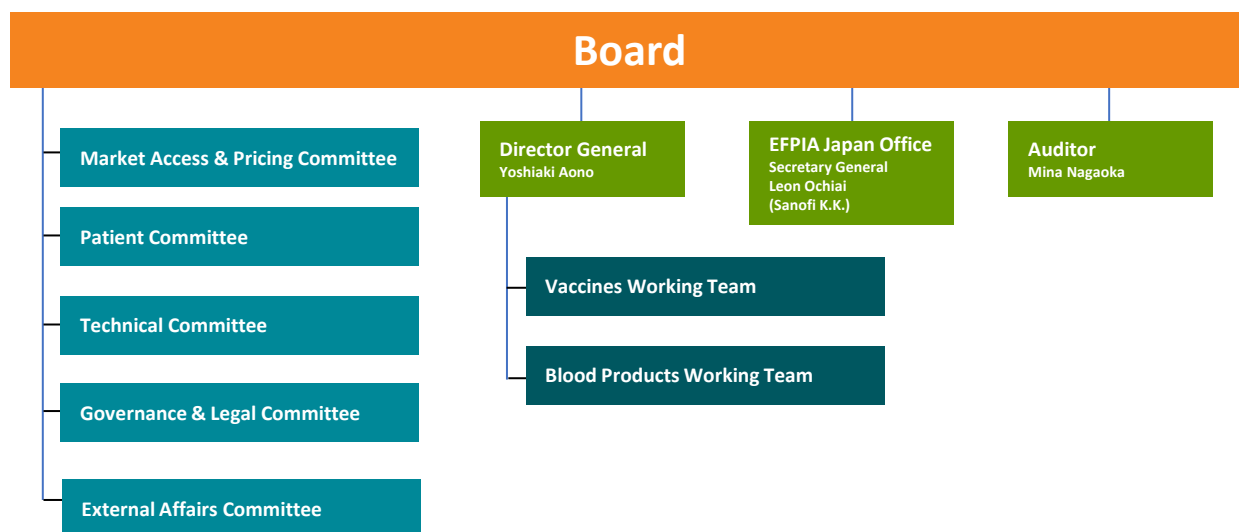 Board
Market Access & Pricing Committee
Patient Committee
Technical Committee
Governance & Legal Committee
External Affairs Committee
Director General
Yoshiaki Aono
Vaccines Working Team
Blood Products Working Team
EFPIA Japan Office
Secretary General
Leon Ochiai
(Sanofi K.K.)
Auditor
Mina Nagaoka